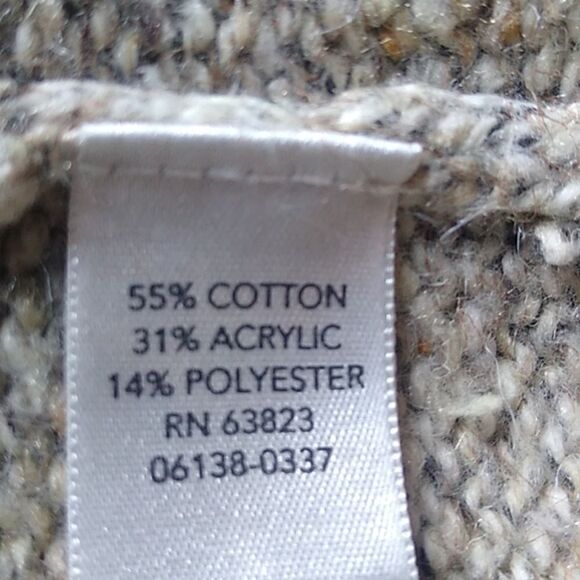 55% COTTON
31% ACRYLIC
14% POLYESTER
RN 63823
06138-0337